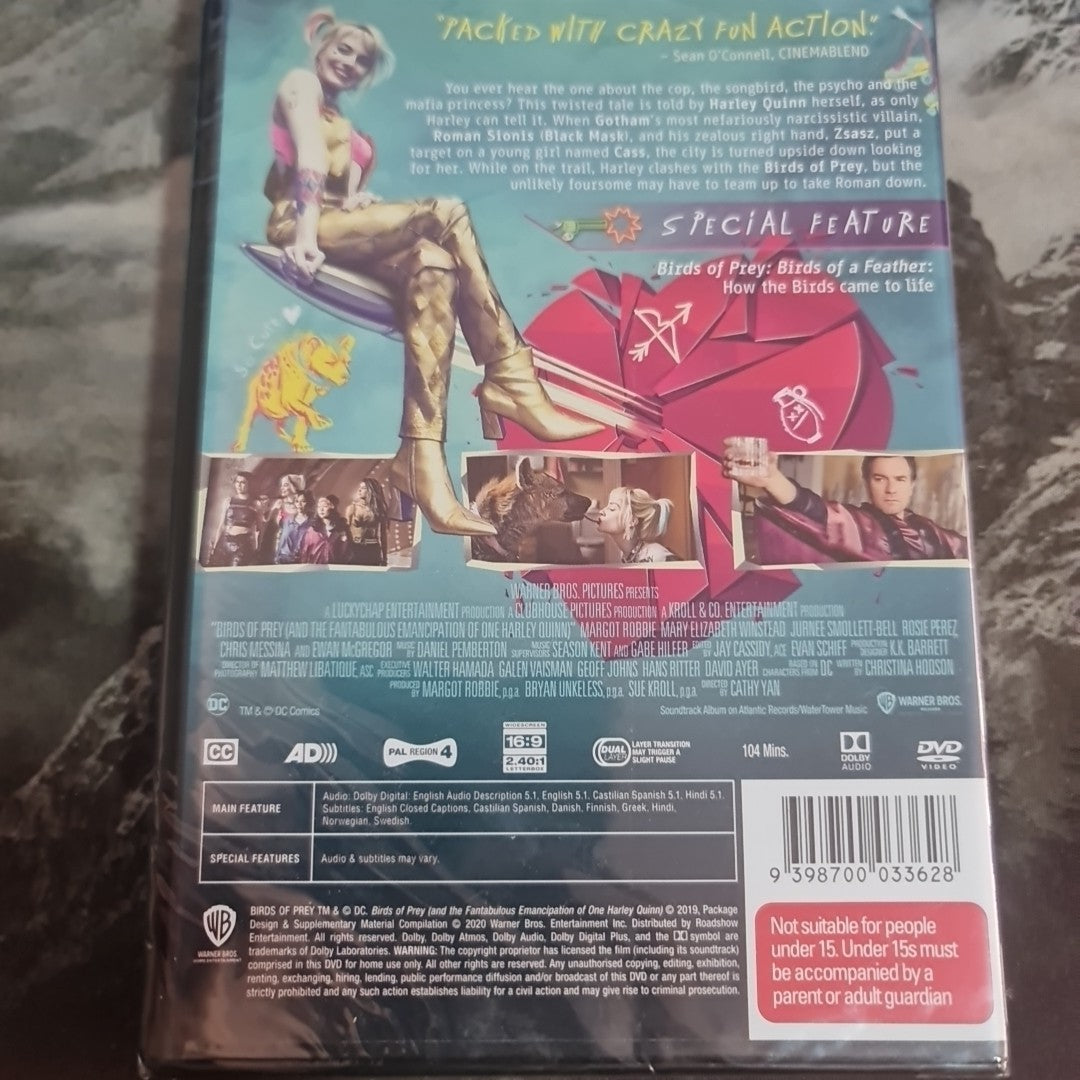 "PACKED WITH CRAZY FUN ACTION."
– Sean O'Connell, CINEMABLEND
You ever hear the one about the cop, the songbird, the psycho and the
mafia princess? This twisted tale is told by Harley Quinn herself, as only
Harley can tell it. When Gotham's most nefariously narcissistic villain,
Roman Sionis (Black Mask), and his zealous right hand, Zsasz, put a
target on a young girl named Cass, the city is turned upside down looking
for her. While on the trail, Harley clashes with the Birds of Prey, but the
unlikely foursome may have to team up to take Roman down.
SPECIAL FEATURE
Birds of Prey: Birds of a Feather:
How the Birds came to life
So Cute
WARNER BROS. PICTURES PRESENTS
A LUCKYCHAP ENTERTAINMENT PRODUCTION A CLUBHOUSE PICTURES PRODUCTION A KROLL & CO. ENTERTAINMENT PRODUCTION
"BIRDS OF PREY (AND THE FANTABULOUS EMANCIPATION OF ONE HARLEY QUINN)" MARGOT ROBBIE MARY ELIZABETH WINSTEAD JURNEE SMOLLETT-BELL ROSIE PEREZ
CHRIS MESSINA AND EWAN McGREGOR MUSIC BY DANIEL PEMBERTON MUSIC SUPERVISORS SEASON KENT AND GABE HILFER EDITED BY JAY CASSIDY, ACE EVAN SCHIFF PRODUCTION DESIGNER K.K. BARRETT
DIRECTOR OF PHOTOGRAPHY MATTHEW LIBATIQUE, ASC EXECUTIVE PRODUCERS WALTER HAMADA GALEN VAISMAN GEOFF JOHNS HANS RITTER DAVID AYER BASED ON CHARACTERS FROM DC WRITTEN BY CHRISTINA HODSON
PRODUCED BY MARGOT ROBBIE, p.g.a. BRYAN UNKELESS, p.g.a. SUE KROLL, p.g.a. DIRECTED BY CATHY YAN
DC TM & © DC Comics
Soundtrack Album on Atlantic Records/WaterTower Music
WB WARNER BROS.
CC
AD)))
PAL REGION 4
WIDESCREEN
16:9
2.40:1
LETTERBOX
DUAL LAYER
LAYER TRANSITION
MAY TRIGGER A
SLIGHT PAUSE
104 Mins.
DOLBY
AUDIO
DVD
VIDEO
MAIN FEATURE
Audio: Dolby Digital: English Audio Description 5.1, English 5.1, Castilian Spanish 5.1, Hindi 5.1.
Subtitles: English Closed Captions, Castilian Spanish, Danish, Finnish, Greek, Hindi,
Norwegian, Swedish.
SPECIAL FEATURES
Audio & subtitles may vary.
9 398700 033628
WB
WARNER BROS.
HOME ENTERTAINMENT
BIRDS OF PREY TM & © DC. Birds of Prey (and the Fantabulous Emancipation of One Harley Quinn) © 2019, Package
Design & Supplementary Material Compilation © 2020 Warner Bros. Entertainment Inc. Distributed by Roadshow
Entertainment. All rights reserved. Dolby, Dolby Atmos, Dolby Audio, Dolby Digital Plus, and the DD symbol are
trademarks of Dolby Laboratories. WARNING: The copyright proprietor has licensed the film (including its soundtrack)
comprised in this DVD for home use only. All other rights are reserved. Any unauthorised copying, editing, exhibition,
renting, exchanging, hiring, lending, public performance diffusion and/or broadcast of this DVD or any part thereof is
strictly prohibited and any such action establishes liability for a civil action and may give rise to criminal prosecution.
Not suitable for people
under 15. Under 15s must
be accompanied by a
parent or adult guardian